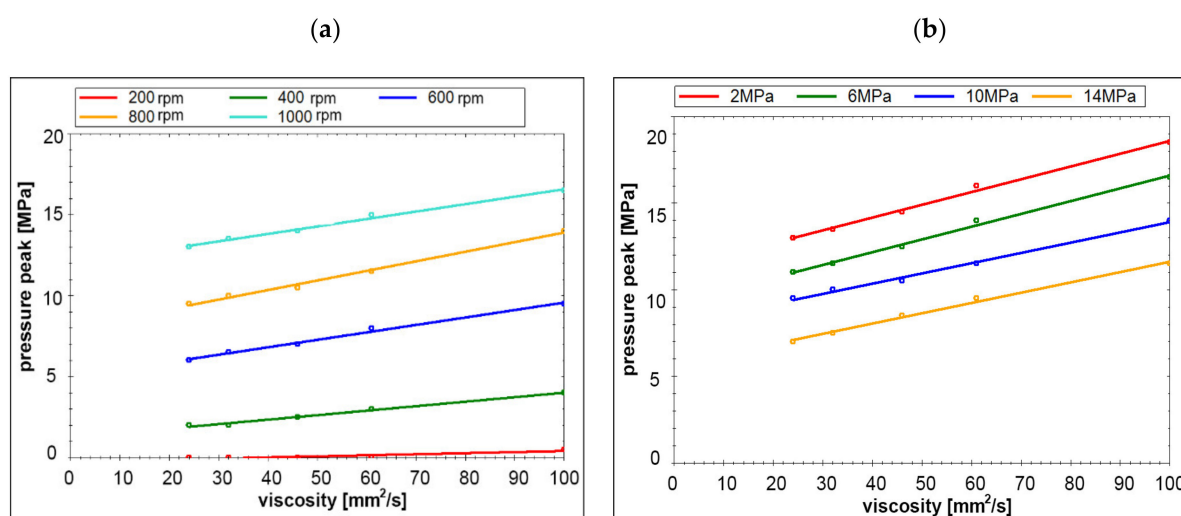 (a)
200 rpm 400 rpm 600 rpm
800 rpm 1000 rpm
20
15
10
5
0
pressure peak [MPa]
0 10 20 30 40 50 60 70 80 90 100
viscosity [mm²/s]
(b)
2MPa 6MPa 10MPa 14MPa
20
15
10
5
0
pressure peak [MPa]
0 10 20 30 40 50 60 70 80 90 100
viscosity [mm²/s]